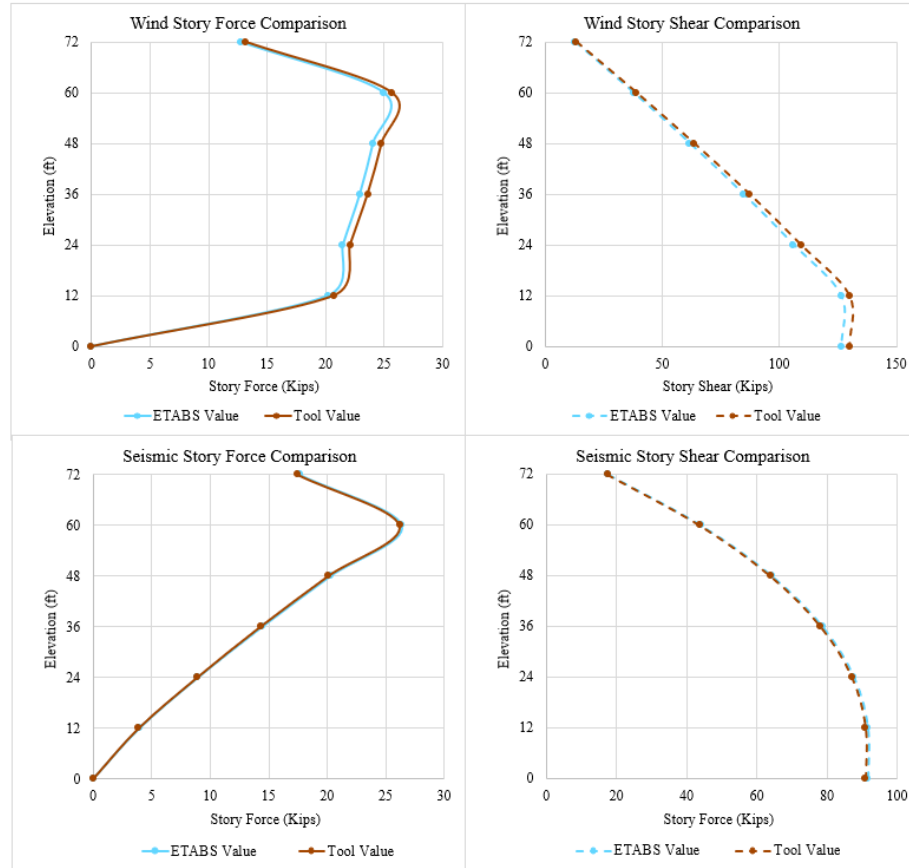 Wind Story Force Comparison
72
60
48
36
24
12
0
Elevation (ft)
0 5 10 15 20 25 30
Story Force (Kips)
ETABS Value Tool Value
Wind Story Shear Comparison
72
60
48
36
24
12
0
Elevation (ft)
0 50 100 150
Story Shear (Kips)
ETABS Value Tool Value
Seismic Story Force Comparison
72
60
48
36
24
12
0
Elevation (ft)
0 5 10 15 20 25 30
Story Force (Kips)
ETABS Value Tool Value
Seismic Story Shear Comparison
72
60
48
36
24
12
0
Elevation (ft)
0 20 40 60 80 100
Story Force (Kips)
ETABS Value Tool Value